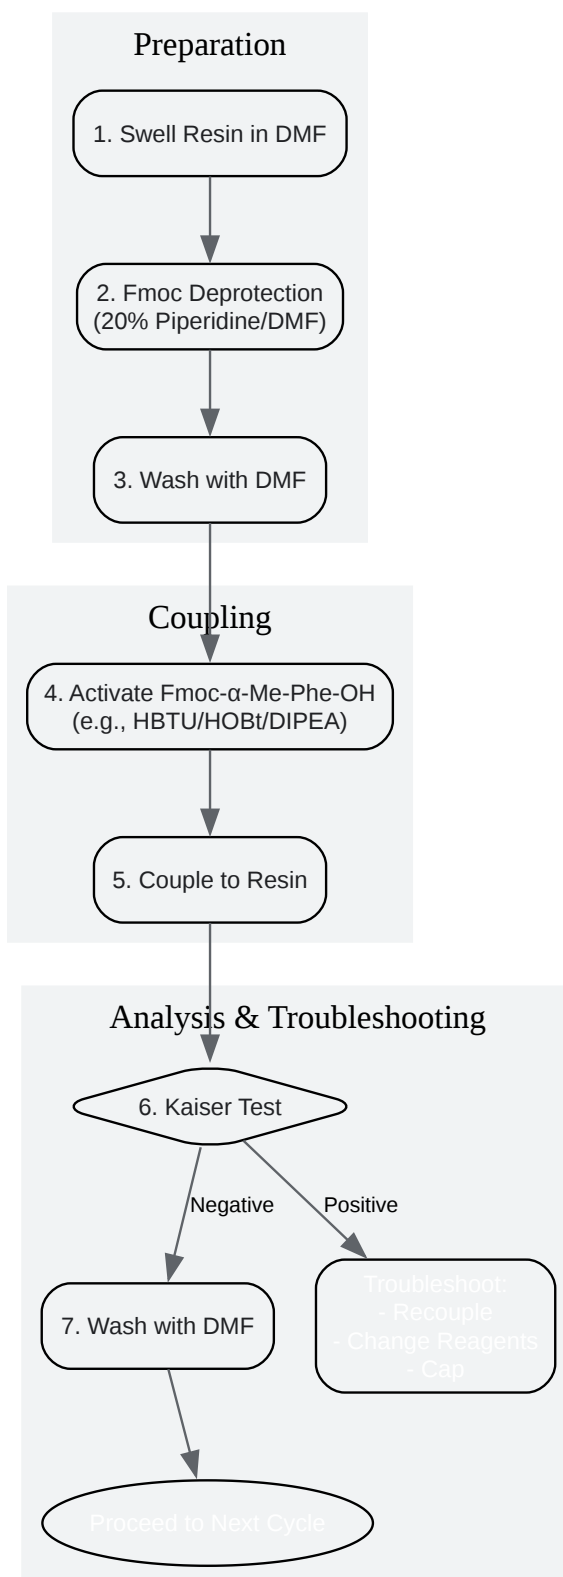 Preparation
1. Swell Resin in DMF
2. Fmoc Deprotection
(20% Piperidine/DMF)
3. Wash with DMF
Coupling
4. Activate Fmoc-α-Me-Phe-OH
(e.g., HBTU/HOBt/DIPEA)
5. Couple to Resin
Analysis & Troubleshooting
6. Kaiser Test
Negative
Positive
Troubleshoot:
- Recouple
- Change Reagents
- Cap
7. Wash with DMF
Proceed to Next Cycle